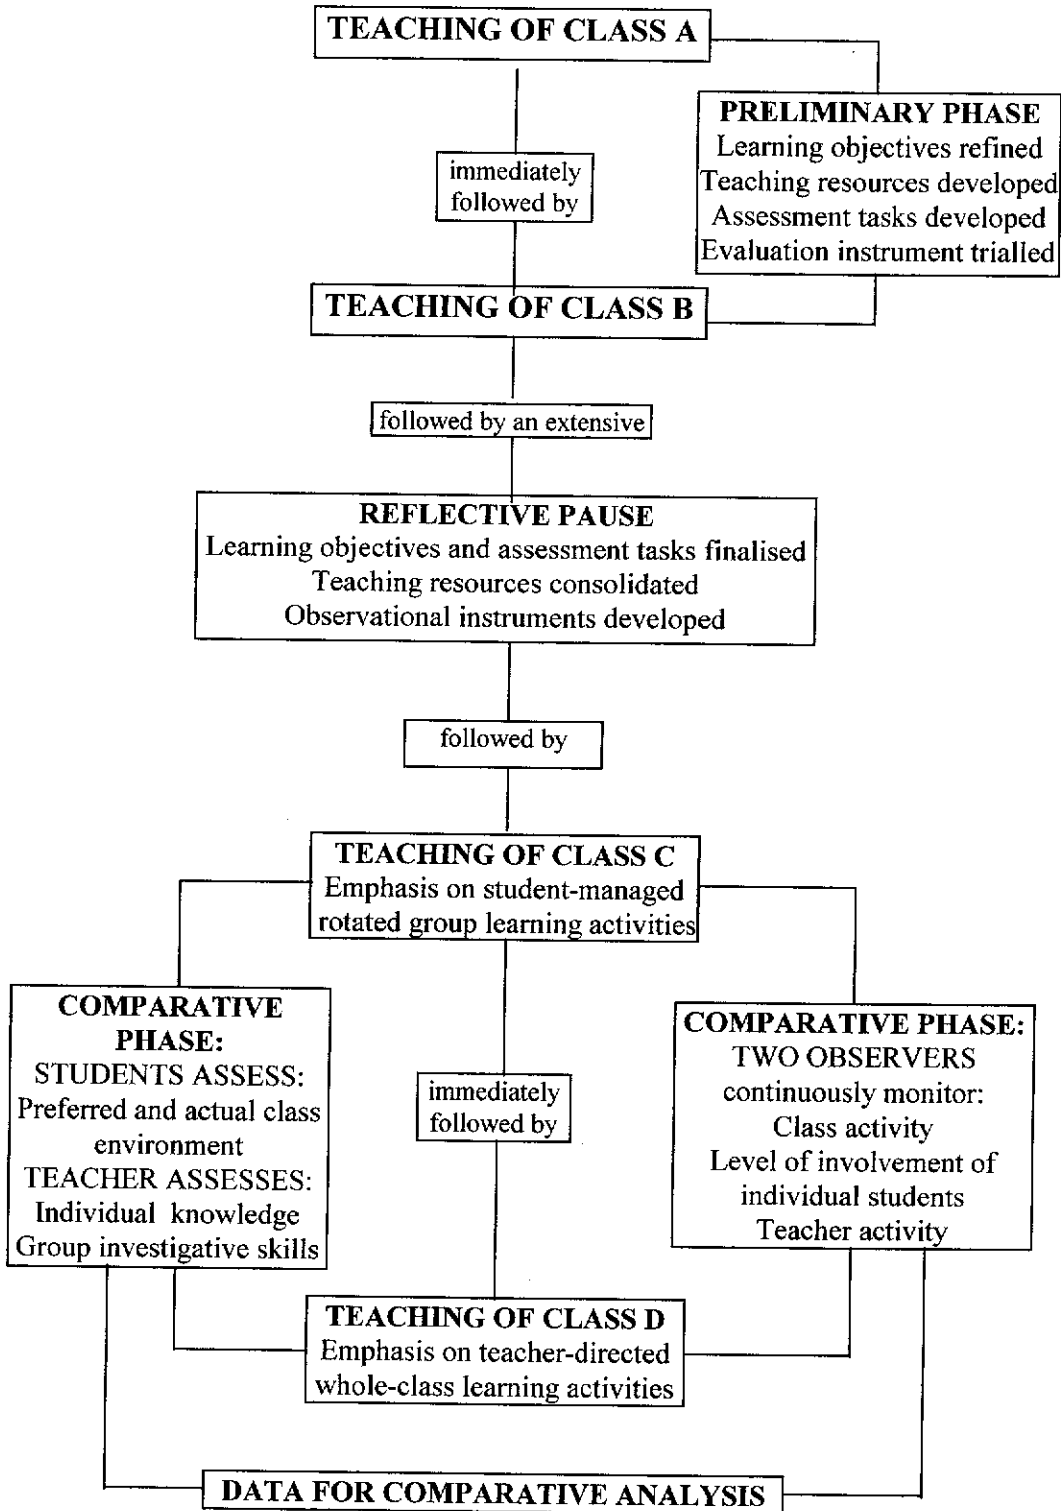 TEACHING OF CLASS A
PRELIMINARY PHASE
Learning objectives refined
Teaching resources developed
Assessment tasks developed
Evaluation instrument trialled
immediately
followed by
TEACHING OF CLASS B
followed by an extensive
REFLECTIVE PAUSE
Learning objectives and assessment tasks finalised
Teaching resources consolidated
Observational instruments developed
followed by
TEACHING OF CLASS C
Emphasis on student-managed
rotated group learning activities
COMPARATIVE
PHASE:
STUDENTS ASSESS:
Preferred and actual class
environment
TEACHER ASSESSES:
Individual knowledge
Group investigative skills
immediately
followed by
COMPARATIVE PHASE:
TWO OBSERVERS
continuously monitor:
Class activity
Level of involvement of
individual students
Teacher activity
TEACHING OF CLASS D
Emphasis on teacher-directed
whole-class learning activities
DATA FOR COMPARATIVE ANALYSIS